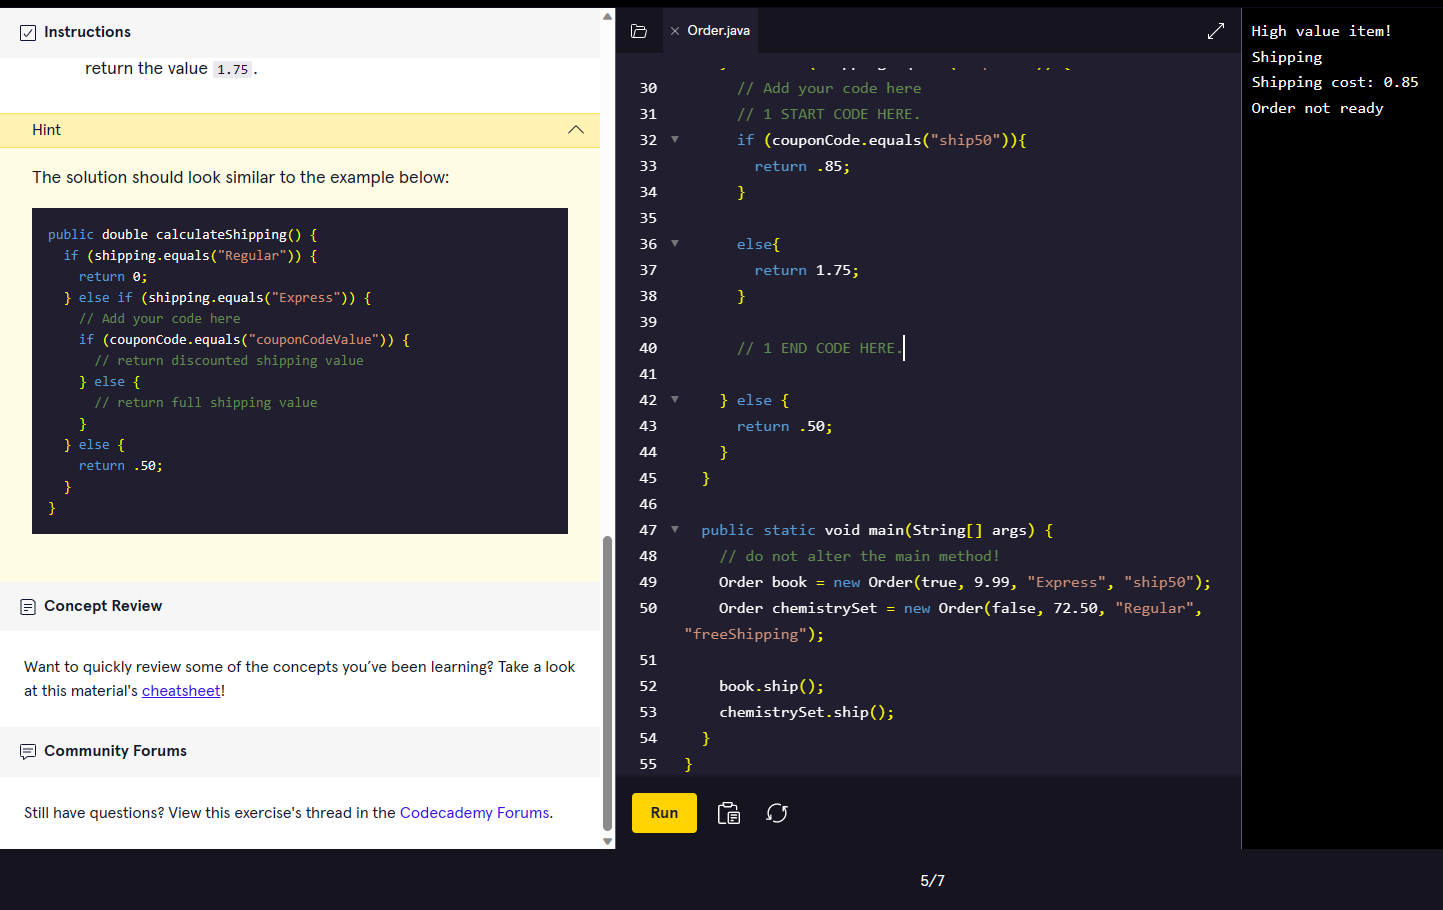 Instructions
return the value 1.75 .
Hint
The solution should look similar to the example below:
public double calculateShipping() {
if (shipping.equals("Regular")) {
return 0;
} else if (shipping.equals("Express")) {
// Add your code here
if (couponCode.equals("couponCodeValue")) {
// return discounted shipping value
} else {
// return full shipping value
}
} else {
return .50;
}
}
Concept Review
Want to quickly review some of the concepts you’ve been learning? Take a look
at this material's cheatsheet!
Community Forums
Still have questions? View this exercise's thread in the Codecademy Forums.
Order.java
30 // Add your code here
31 // 1 START CODE HERE.
32 if (couponCode.equals("ship50")){
33 return .85;
34 }
35
36 else{
37 return 1.75;
38 }
39
40 // 1 END CODE HERE.
41
42 } else {
43 return .50;
44 }
45 }
46
47 public static void main(String[] args) {
48 // do not alter the main method!
49 Order book = new Order(true, 9.99, "Express", "ship50");
50 Order chemistrySet = new Order(false, 72.50, "Regular",
"freeShipping");
51
52 book.ship();
53 chemistrySet.ship();
54 }
55 }
Run
High value item!
Shipping
Shipping cost: 0.85
Order not ready
5/7